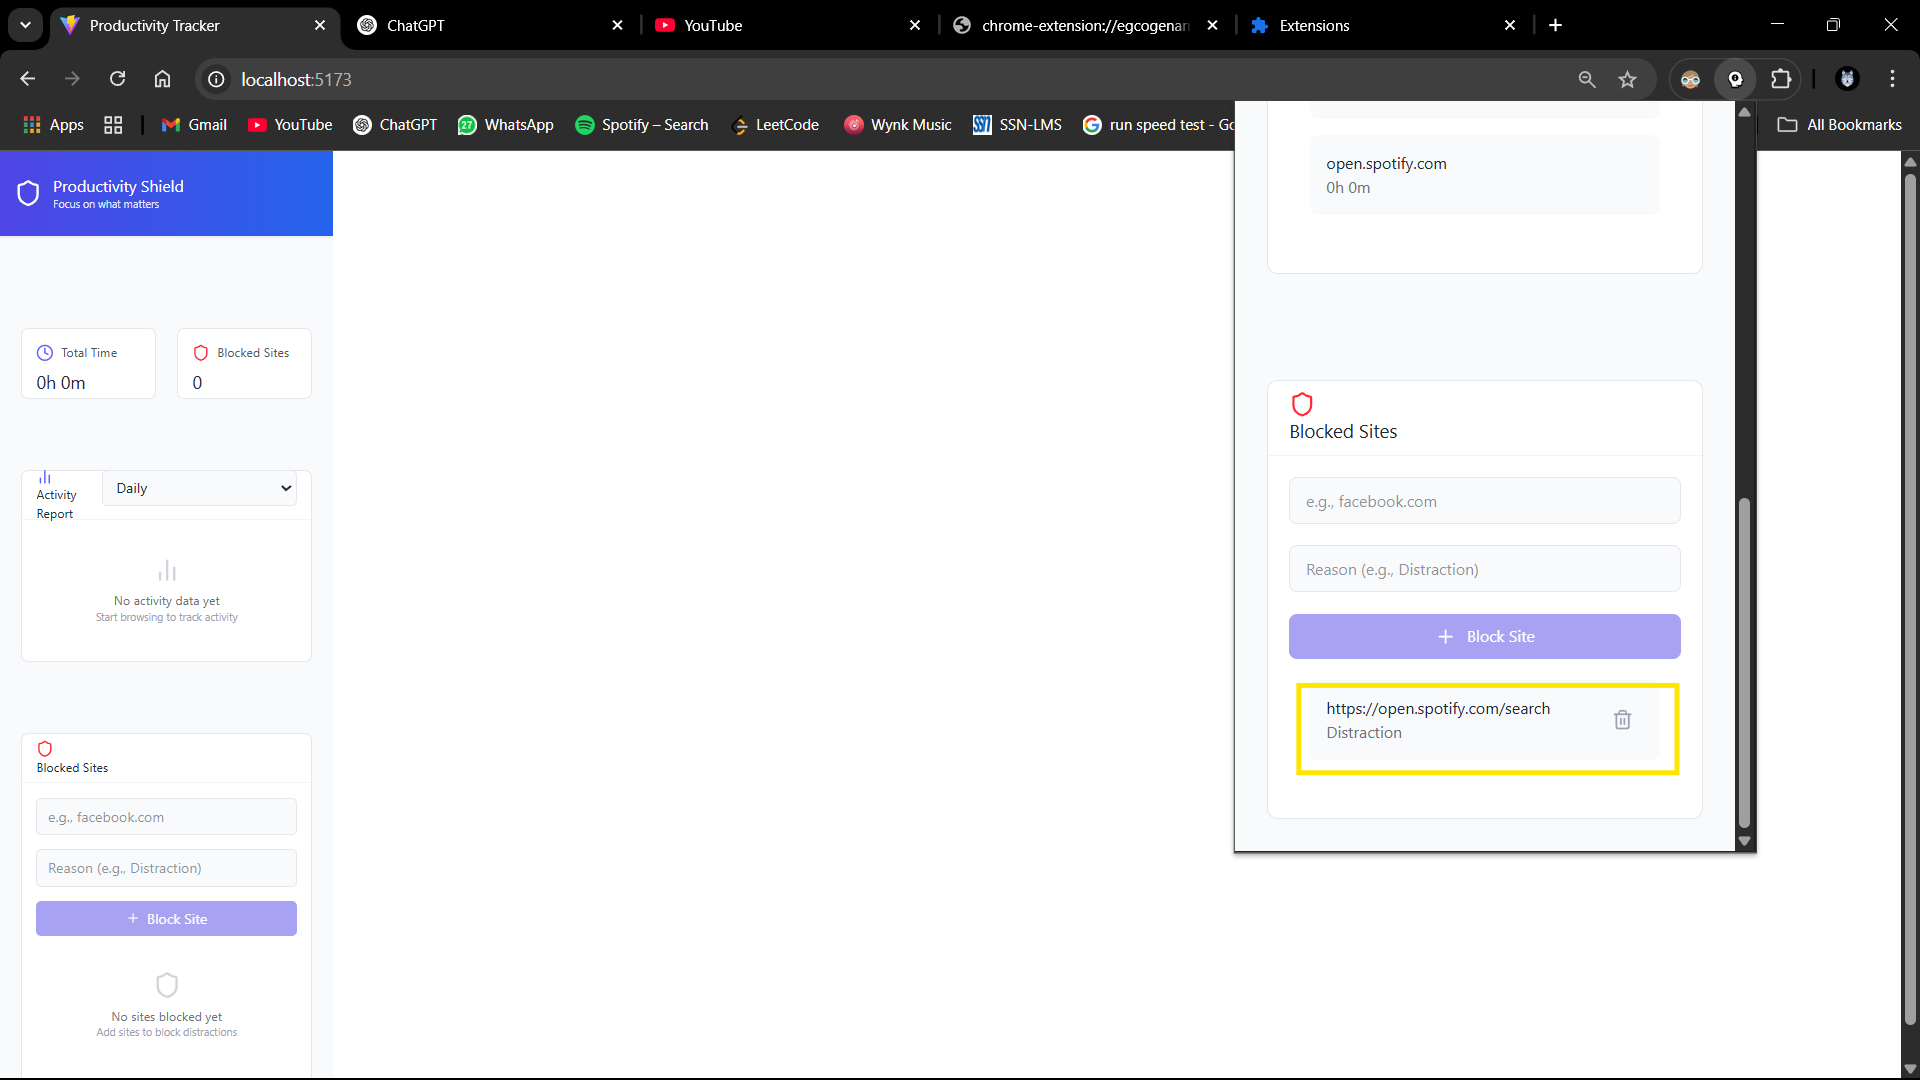 Productivity Tracker
ChatGPT
YouTube
chrome-extension://egcogenan
Extensions
localhost:5173
Apps
Gmail
YouTube
ChatGPT
27
WhatsApp
Spotify – Search
LeetCode
Wynk Music
SSN-LMS
run speed test - Go
All Bookmarks
Productivity Shield
Focus on what matters
Total Time
0h 0m
Blocked Sites
0
Activity
Report
Daily
No activity data yet
Start browsing to track activity
Blocked Sites
e.g., facebook.com
Reason (e.g., Distraction)
+ Block Site
No sites blocked yet
Add sites to block distractions
open.spotify.com
0h 0m
Blocked Sites
e.g., facebook.com
Reason (e.g., Distraction)
+ Block Site
https://open.spotify.com/search
Distraction